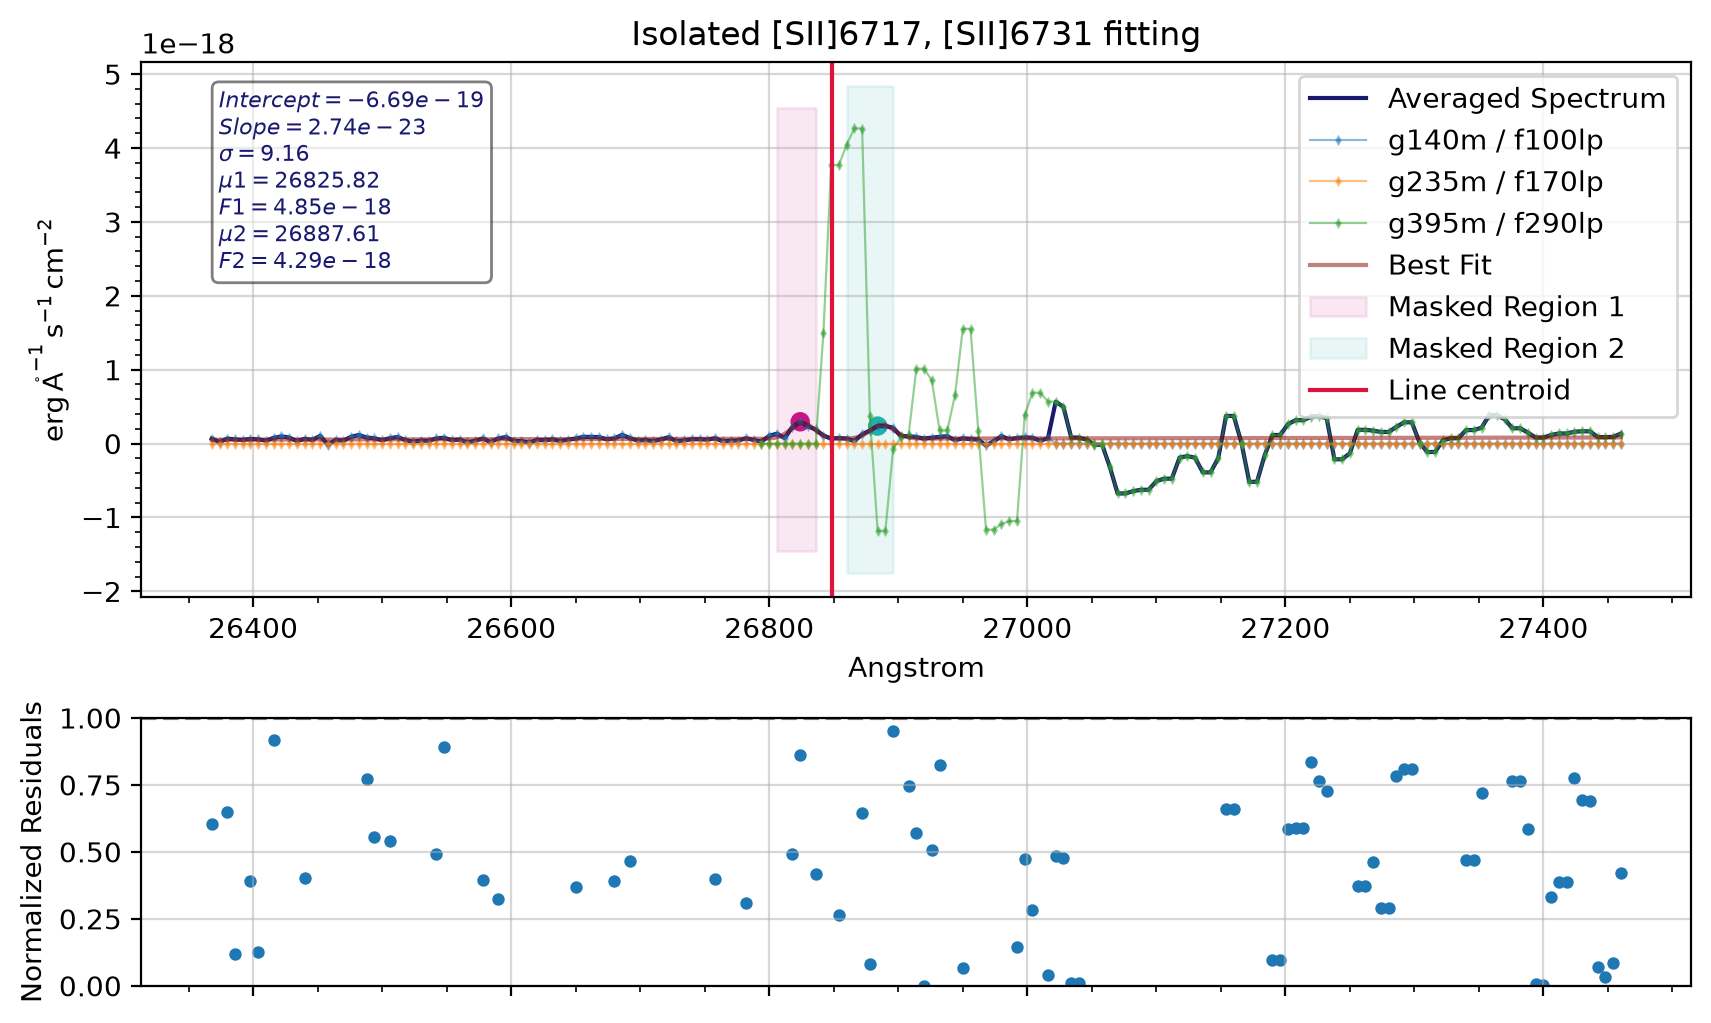 Isolated [SII]6717, [SII]6731 fitting
1e−18
Intercept = −6.69e − 19
Slope = 2.74e − 23
σ = 9.16
μ1 = 26825.82
F1 = 4.85e − 18
μ2 = 26887.61
F2 = 4.29e − 18
Averaged Spectrum
g140m / f100lp
g235m / f170lp
g395m / f290lp
Best Fit
Masked Region 1
Masked Region 2
Line centroid
5
4
3
2
1
0
−1
−2
erg Å⁻¹ s⁻¹ cm⁻²
26400 26600 26800 27000 27200 27400
Angstrom
Normalized Residuals
1.00
0.75
0.50
0.25
0.00